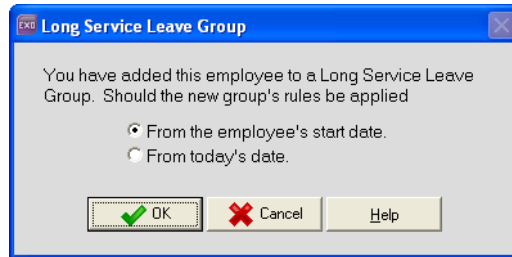 EXO Long Service Leave Group
You have added this employee to a Long Service Leave
Group. Should the new group's rules be applied
From the employee's start date.
From today's date.
OK Cancel Help